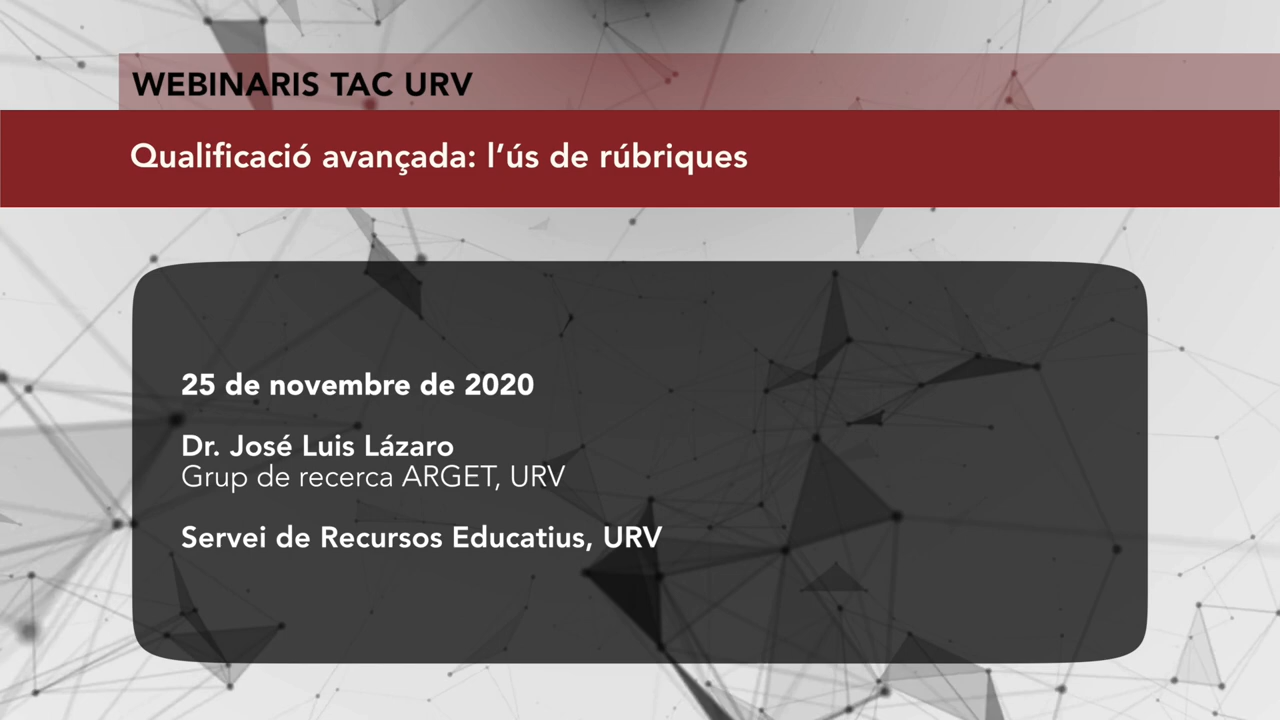 WEBINARIS TAC URV
Qualificació avançada: l’ús de rúbriques
25 de novembre de 2020
Dr. José Luis Lázaro
Grup de recerca ARGET, URV
Servei de Recursos Educatius, URV